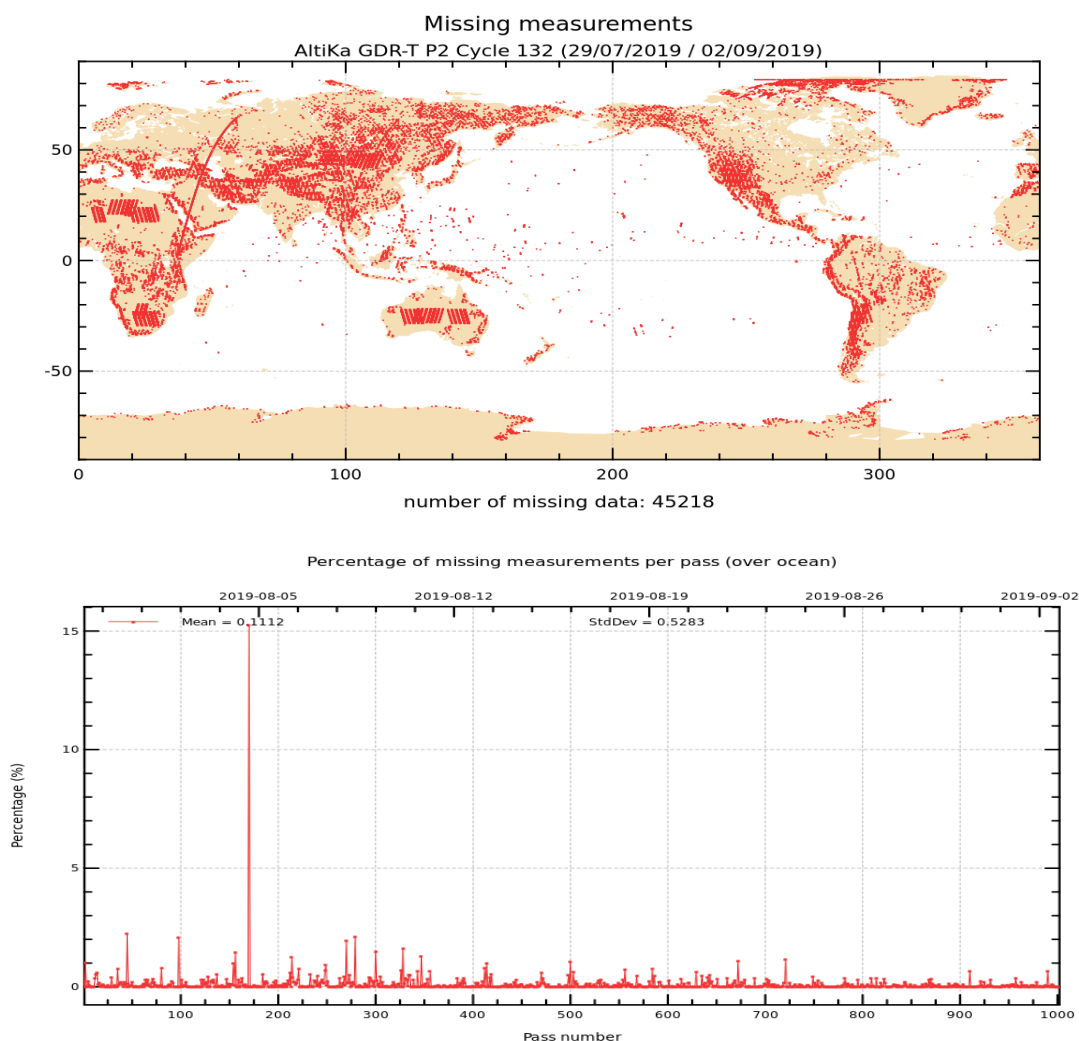 Missing measurements
AltiKa GDR-T P2 Cycle 132 (29/07/2019 / 02/09/2019)
50
0
-50
0 100 200 300
number of missing data: 45218
Percentage of missing measurements per pass (over ocean)
2019-08-05 2019-08-12 2019-08-19 2019-08-26 2019-09-02
Mean = 0.1112 StdDev = 0.5283
15
10
5
0
Percentage (%)
100 200 300 400 500 600 700 800 900 1000
Pass number